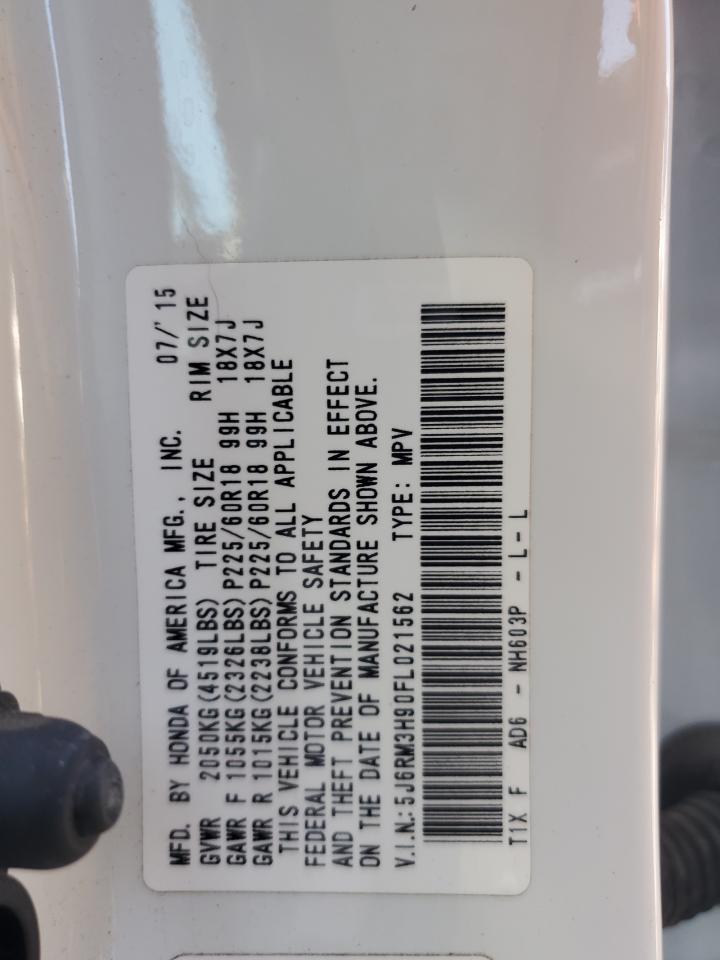 MFD. BY HONDA OF AMERICA MFG., INC. 07/'15
GVWR 2050KG(4519LBS) TIRE SIZE RIM SIZE
GAWR F 1055KG(2326LBS)P225/60R18 99H 18X7J
GAWR R 1015KG(2238LBS)P225/60R18 99H 18X7J
THIS VEHICLE CONFORMS TO ALL APPLICABLE
FEDERAL MOTOR VEHICLE SAFETY
AND THEFT PREVENTION STANDARDS IN EFFECT
ON THE DATE OF MANUFACTURE SHOWN ABOVE.
V.I.N.:5J6RM3H90FL021562 TYPE: MPV
T1X F AD6 - NH603P - L-L